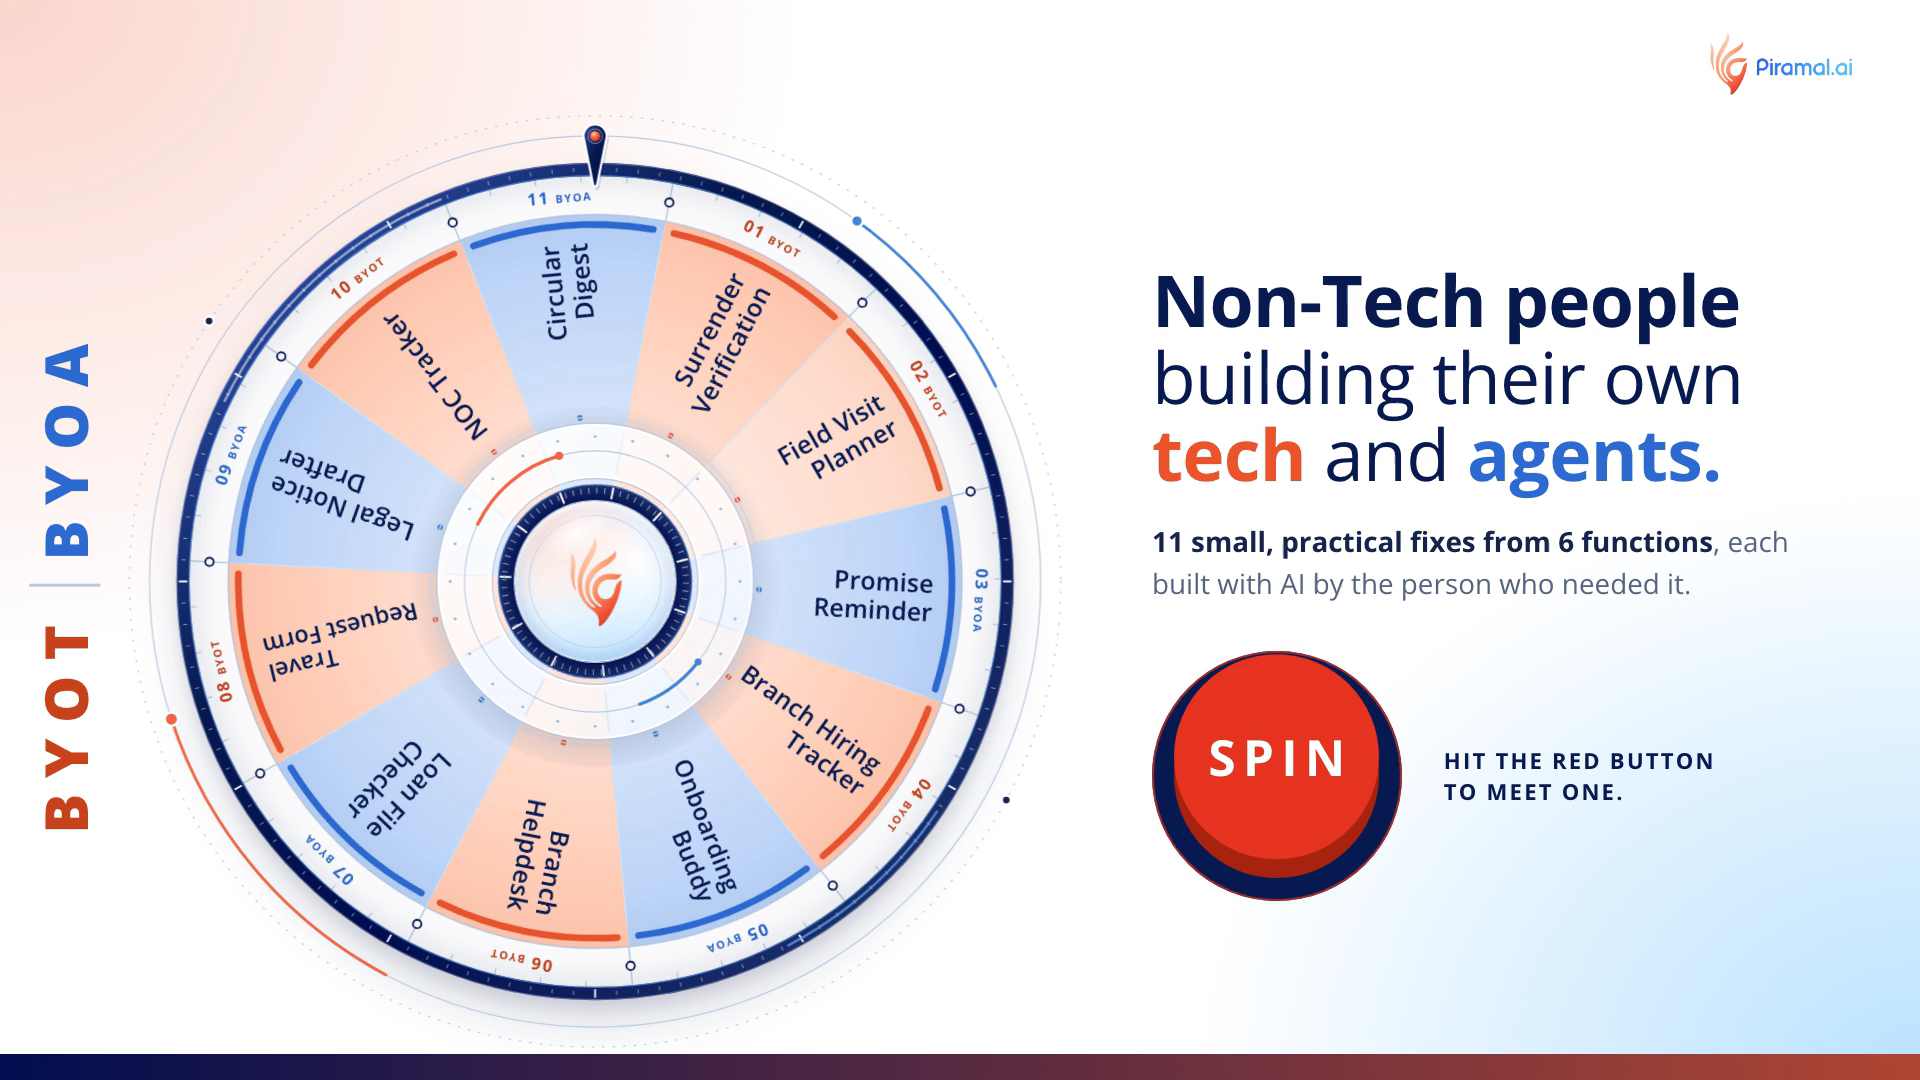 Piramal.ai
BYOT | BYOA
11 BYOA
Circular
Digest
01 BYOT
Surrender
Verification
02 BYOT
Field Visit
Planner
03 BYOA
Promise
Reminder
04 BYOT
Branch Hiring
Tracker
05 BYOA
Onboarding
Buddy
06 BYOT
Branch
Helpdesk
07 BYOA
Loan File
Checker
08 BYOT
Travel
Request Form
09 BYOA
Legal Notice
Drafter
10 BYOT
NOC Tracker
Non-Tech people
building their own
tech and agents.
11 small, practical fixes from 6 functions, each
built with AI by the person who needed it.
SPIN
HIT THE RED BUTTON
TO MEET ONE.